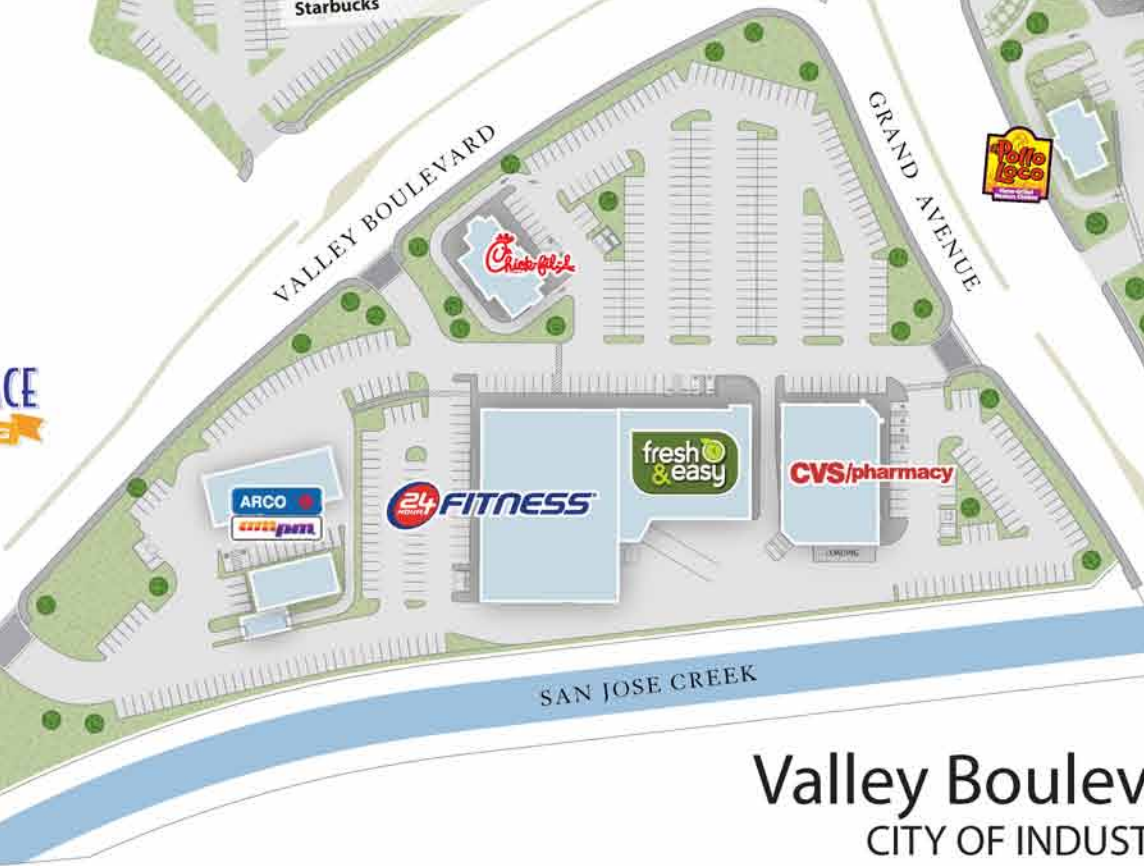 Starbucks
VALLEY BOULEVARD
GRAND AVENUE
Pollo
Loco
Chick-fil-A
CE
ARCO
ampm
24
HOUR
FITNESS
fresh
& easy
CVS/pharmacy
LOADING
SAN JOSE CREEK
Valley Boulev
CITY OF INDUST